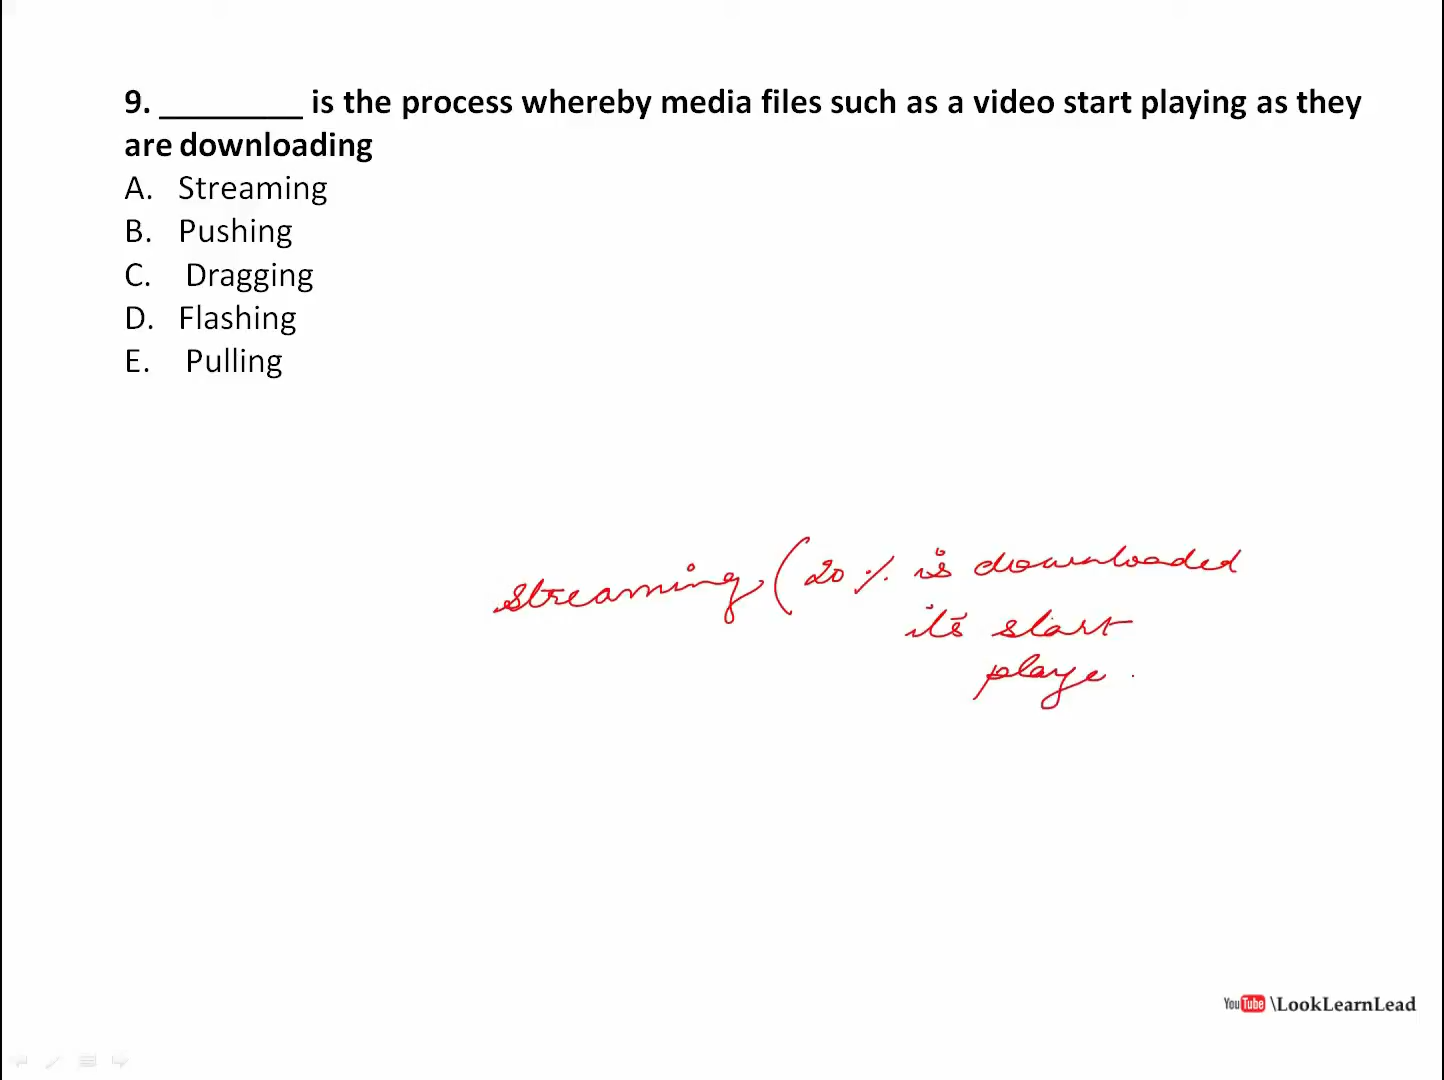 9. ________ is the process whereby media files such as a video start playing as they
are downloading
A. Streaming
B. Pushing
C. Dragging
D. Flashing
E. Pulling
Streaming, (20 % is downloaded
its start
playe.
YouTube \LookLearnLead